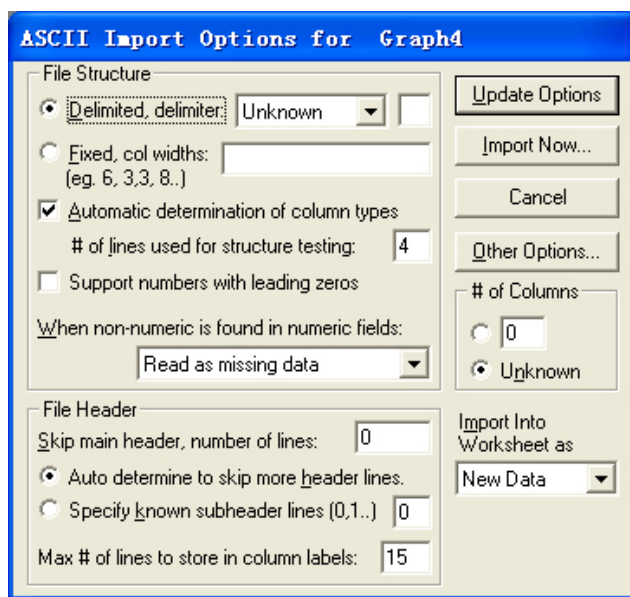 ASCII Import Options for Graph4
File Structure
Delimited, delimiter: Unknown
Fixed, col widths:
(eg. 6, 3,3, 8..)
Automatic determination of column types
# of lines used for structure testing: 4
Support numbers with leading zeros
When non-numeric is found in numeric fields:
Read as missing data
File Header
Skip main header, number of lines: 0
Auto determine to skip more header lines.
Specify known subheader lines (0,1..) 0
Max # of lines to store in column labels: 15
Update Options
Import Now...
Cancel
Other Options...
# of Columns
0
Unknown
Import Into
Worksheet as
New Data